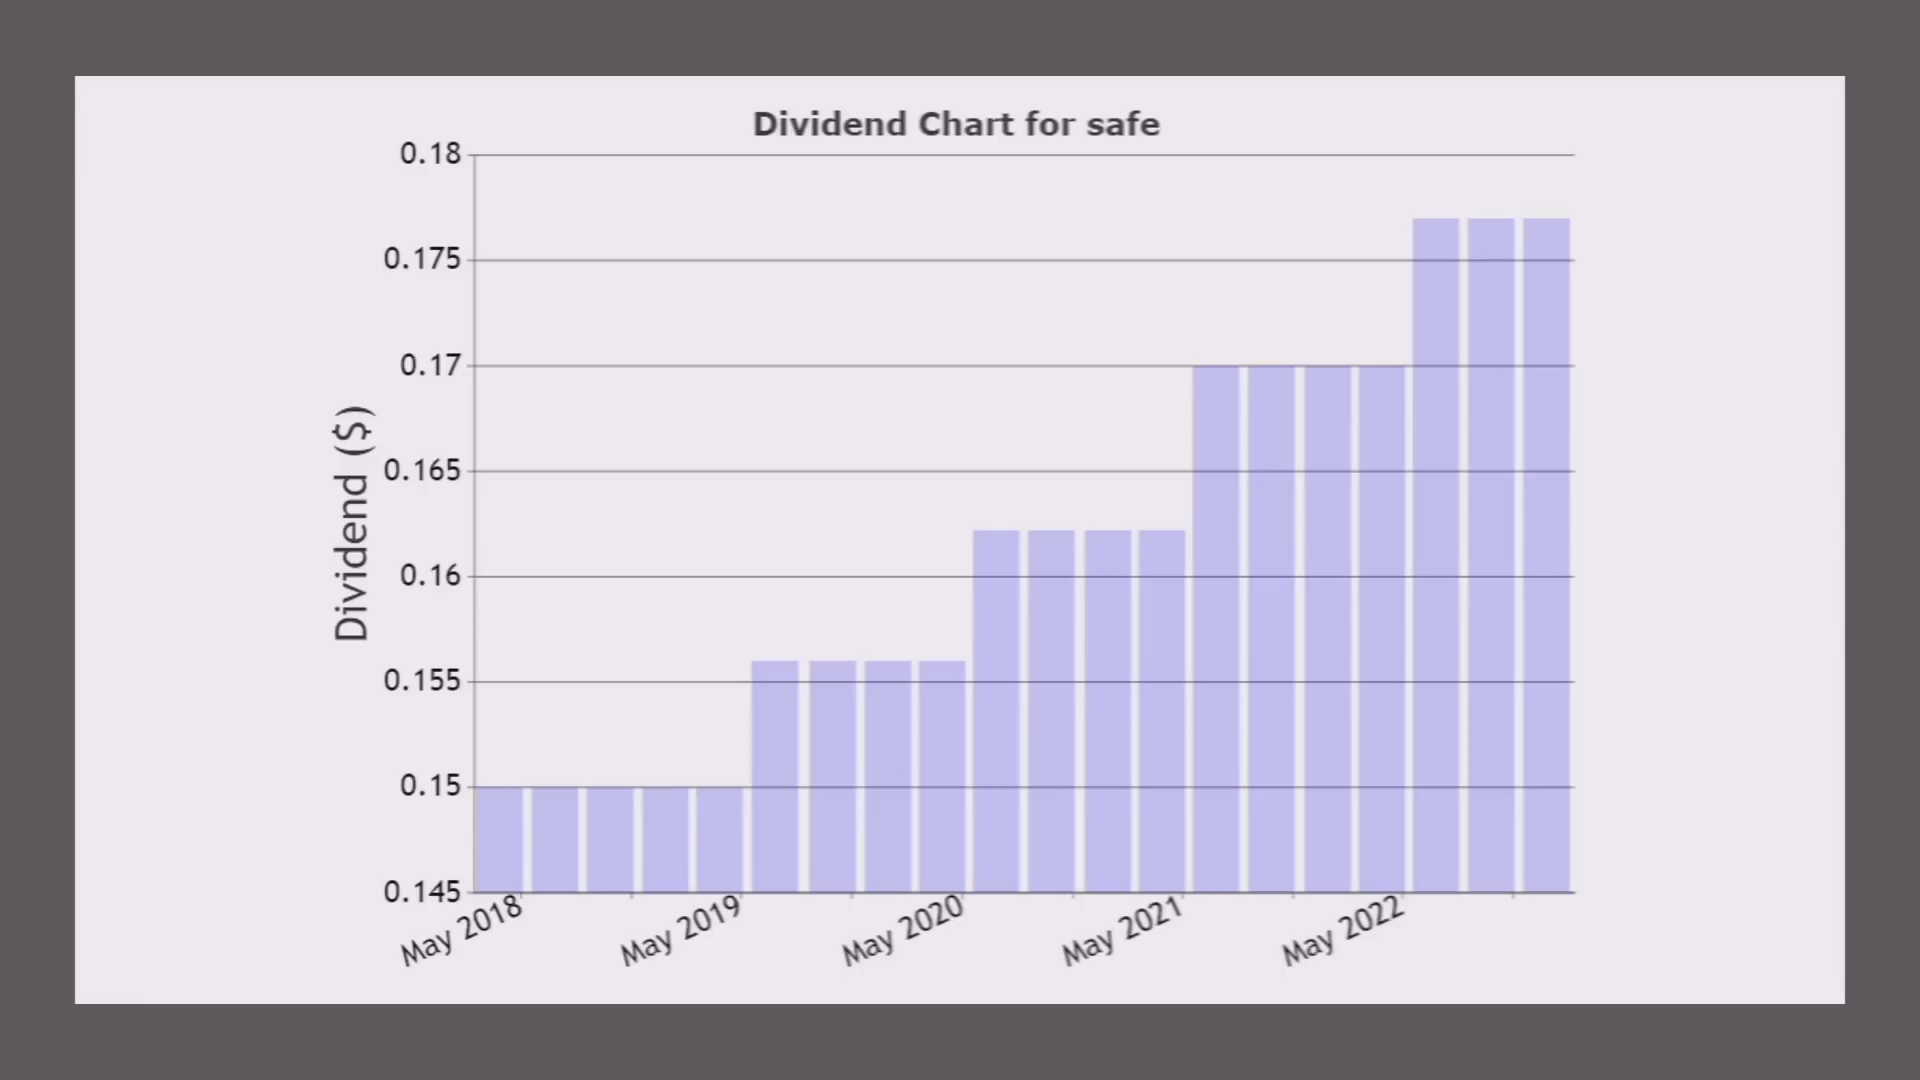 Dividend Chart for safe
0.18
0.175
0.17
0.165
0.16
0.155
0.15
0.145
Dividend ($)
May 2018
May 2019
May 2020
May 2021
May 2022